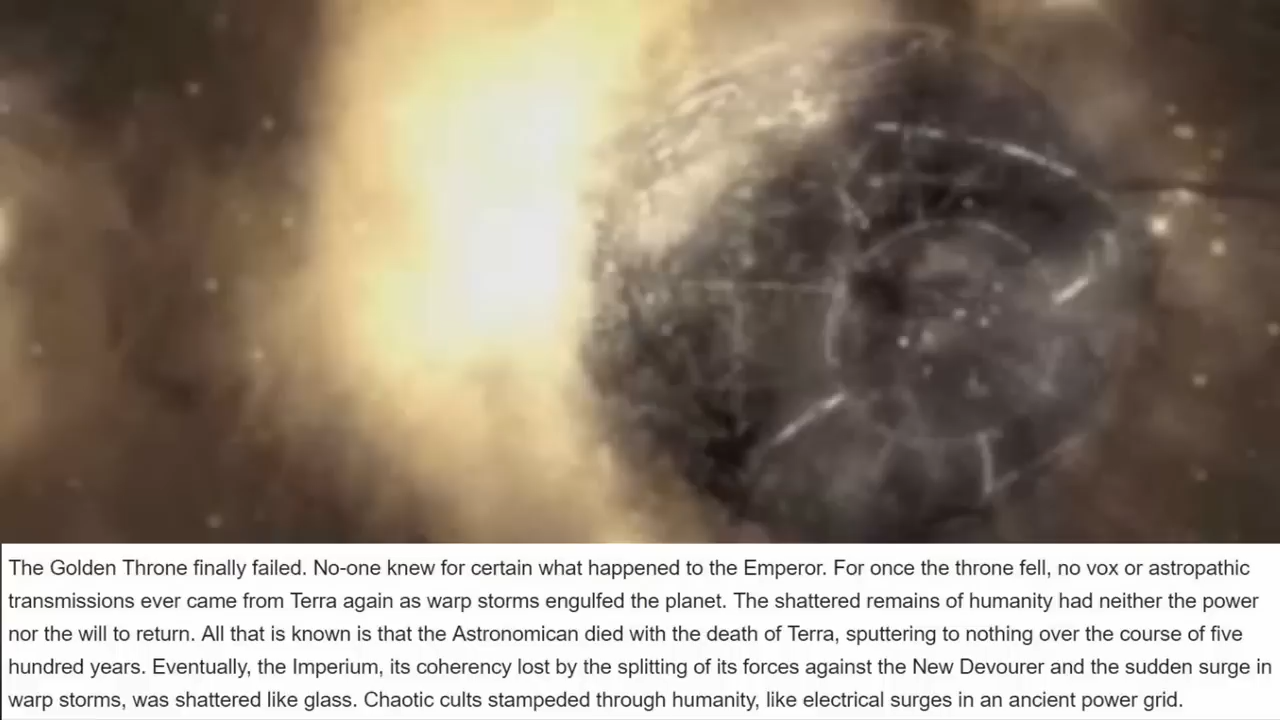 The Golden Throne finally failed. No-one knew for certain what happened to the Emperor. For once the throne fell, no vox or astropathic
transmissions ever came from Terra again as warp storms engulfed the planet. The shattered remains of humanity had neither the power
nor the will to return. All that is known is that the Astronomican died with the death of Terra, sputtering to nothing over the course of five
hundred years. Eventually, the Imperium, its coherency lost by the splitting of its forces against the New Devourer and the sudden surge in
warp storms, was shattered like glass. Chaotic cults stampeded through humanity, like electrical surges in an ancient power grid.